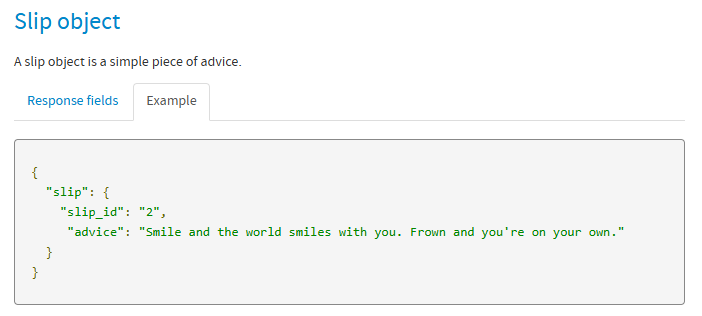 Slip object
A slip object is a simple piece of advice.
Response fields
Example
{
  "slip": {
    "slip_id": "2",
     "advice": "Smile and the world smiles with you. Frown and you're on your own."
  }
}